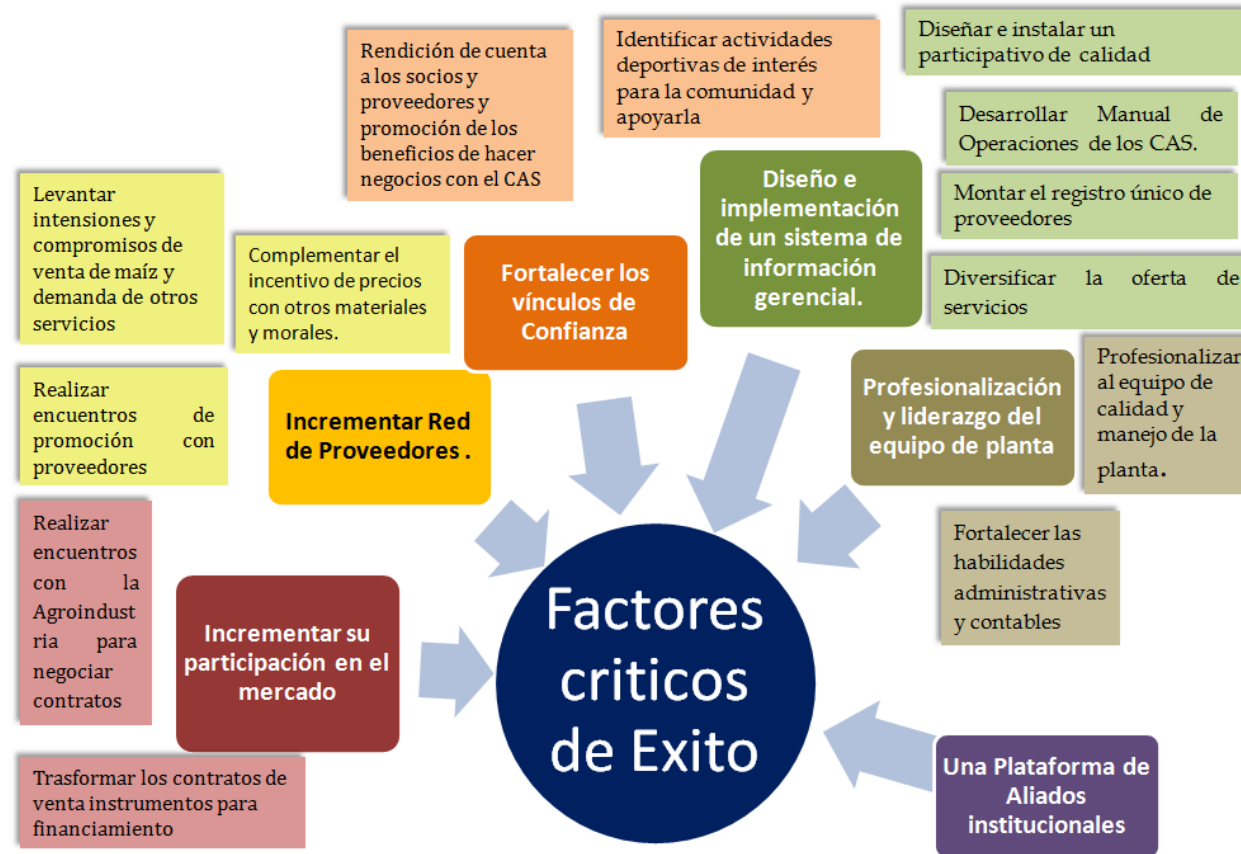 Rendición de cuenta
a los socios y
proveedores y
promoción de los
beneficios de hacer
negocios con el CAS
Identificar actividades
deportivas de interés
para la comunidad y
apoyarla
Diseñar e instalar un
participativo de calidad
Desarrollar Manual de
Operaciones de los CAS.
Montar el registro único de
proveedores
Diversificar la oferta de
servicios
Levantar
intensiones y
compromisos de
venta de maíz y
demanda de otros
servicios
Complementar el
incentivo de precios
con otros materiales
y morales.
Fortalecer los
vínculos de
Confianza
Diseño e
implementación
de un sistema de
información
gerencial.
Realizar
encuentros de
promoción con
proveedores
Incrementar Red
de Proveedores .
Profesionalización
y liderazgo del
equipo de planta
Profesionalizar
al equipo de
calidad y
manejo de la
planta.
Realizar
encuentros
con la
Agroindust
ria para
negociar
contratos
Incrementar su
participación en el
mercado
Factores
criticos
de Exito
Fortalecer las
habilidades
administrativas
y contables
Trasformar los contratos de
venta instrumentos para
financiamiento
Una Plataforma de
Aliados
institucionales